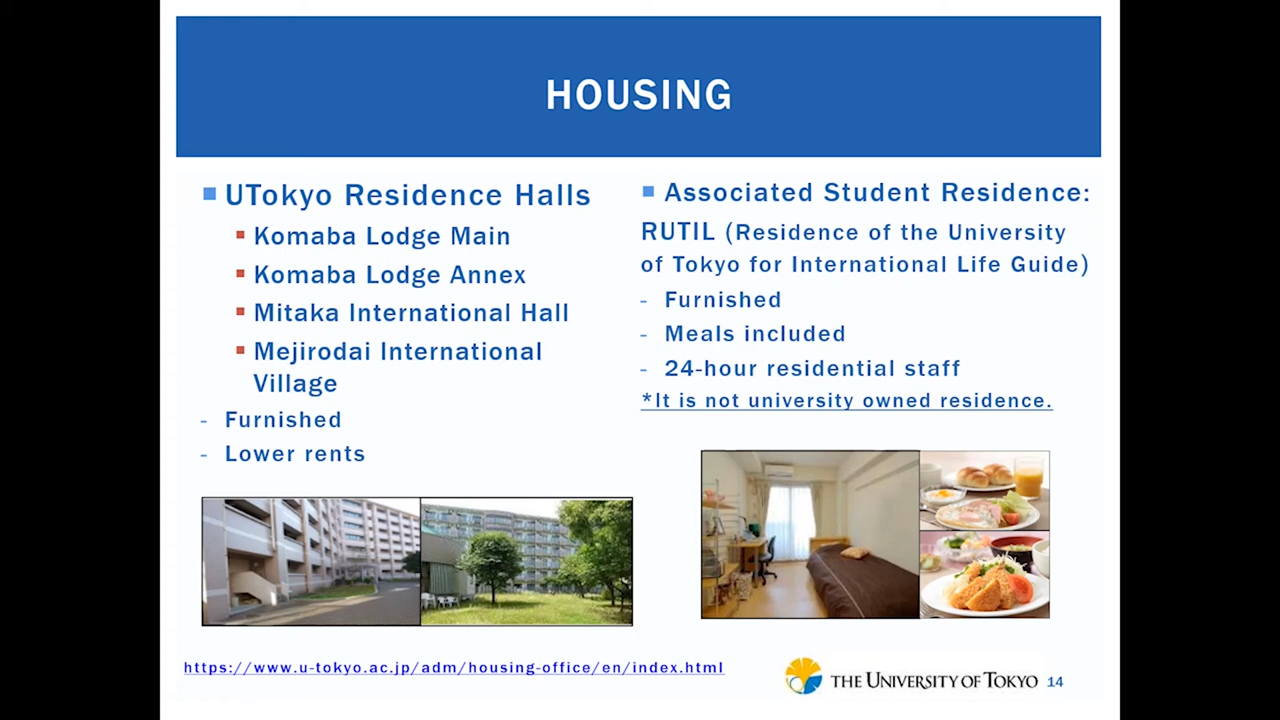 HOUSING
UTokyo Residence Halls
Komaba Lodge Main
Komaba Lodge Annex
Mitaka International Hall
Mejirodai International
Village
- Furnished
- Lower rents
Associated Student Residence:
RUTIL (Residence of the University
of Tokyo for International Life Guide)
- Furnished
- Meals included
- 24-hour residential staff
*It is not university owned residence.
https://www.u-tokyo.ac.jp/adm/housing-office/en/index.html
THE UNIVERSITY OF TOKYO 14